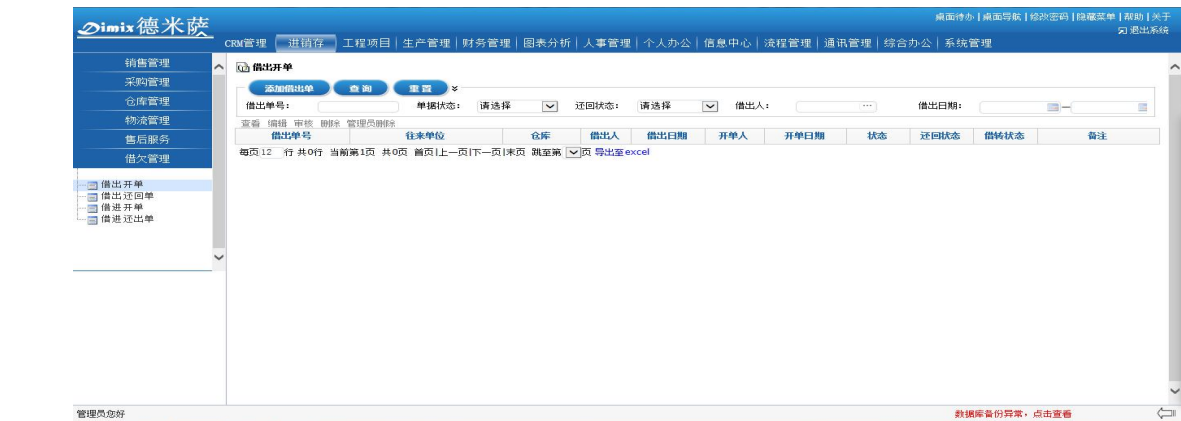 Dimix德米萨
桌面待办 | 桌面导航 | 修改密码 | 隐藏菜单 | 帮助 | 关于
退出系统
CRM管理 | 进销存 | 工程项目 | 生产管理 | 财务管理 | 图表分析 | 人事管理 | 个人办公 | 信息中心 | 流程管理 | 通讯管理 | 综合办公 | 系统管理
销售管理
采购管理
仓库管理
物流管理
售后服务
借欠管理
借出开单
借出还回单
借进开单
借进还出单
借出开单
添加借出单 查 询 重 置
借出单号： 单据状态： 请选择 还回状态： 请选择 借出人： ... 借出日期： —
查看 编辑 审核 删除 管理员删除
借出单号 往来单位 仓库 借出人 借出日期 开单人 开单日期 状态 还回状态 借转状态 备注
每页12 行 共0行 当前第1页 共0页 首页|上一页|下一页|末页 跳至第 页 导出至excel
管理员您好
数据库备份异常，点击查看